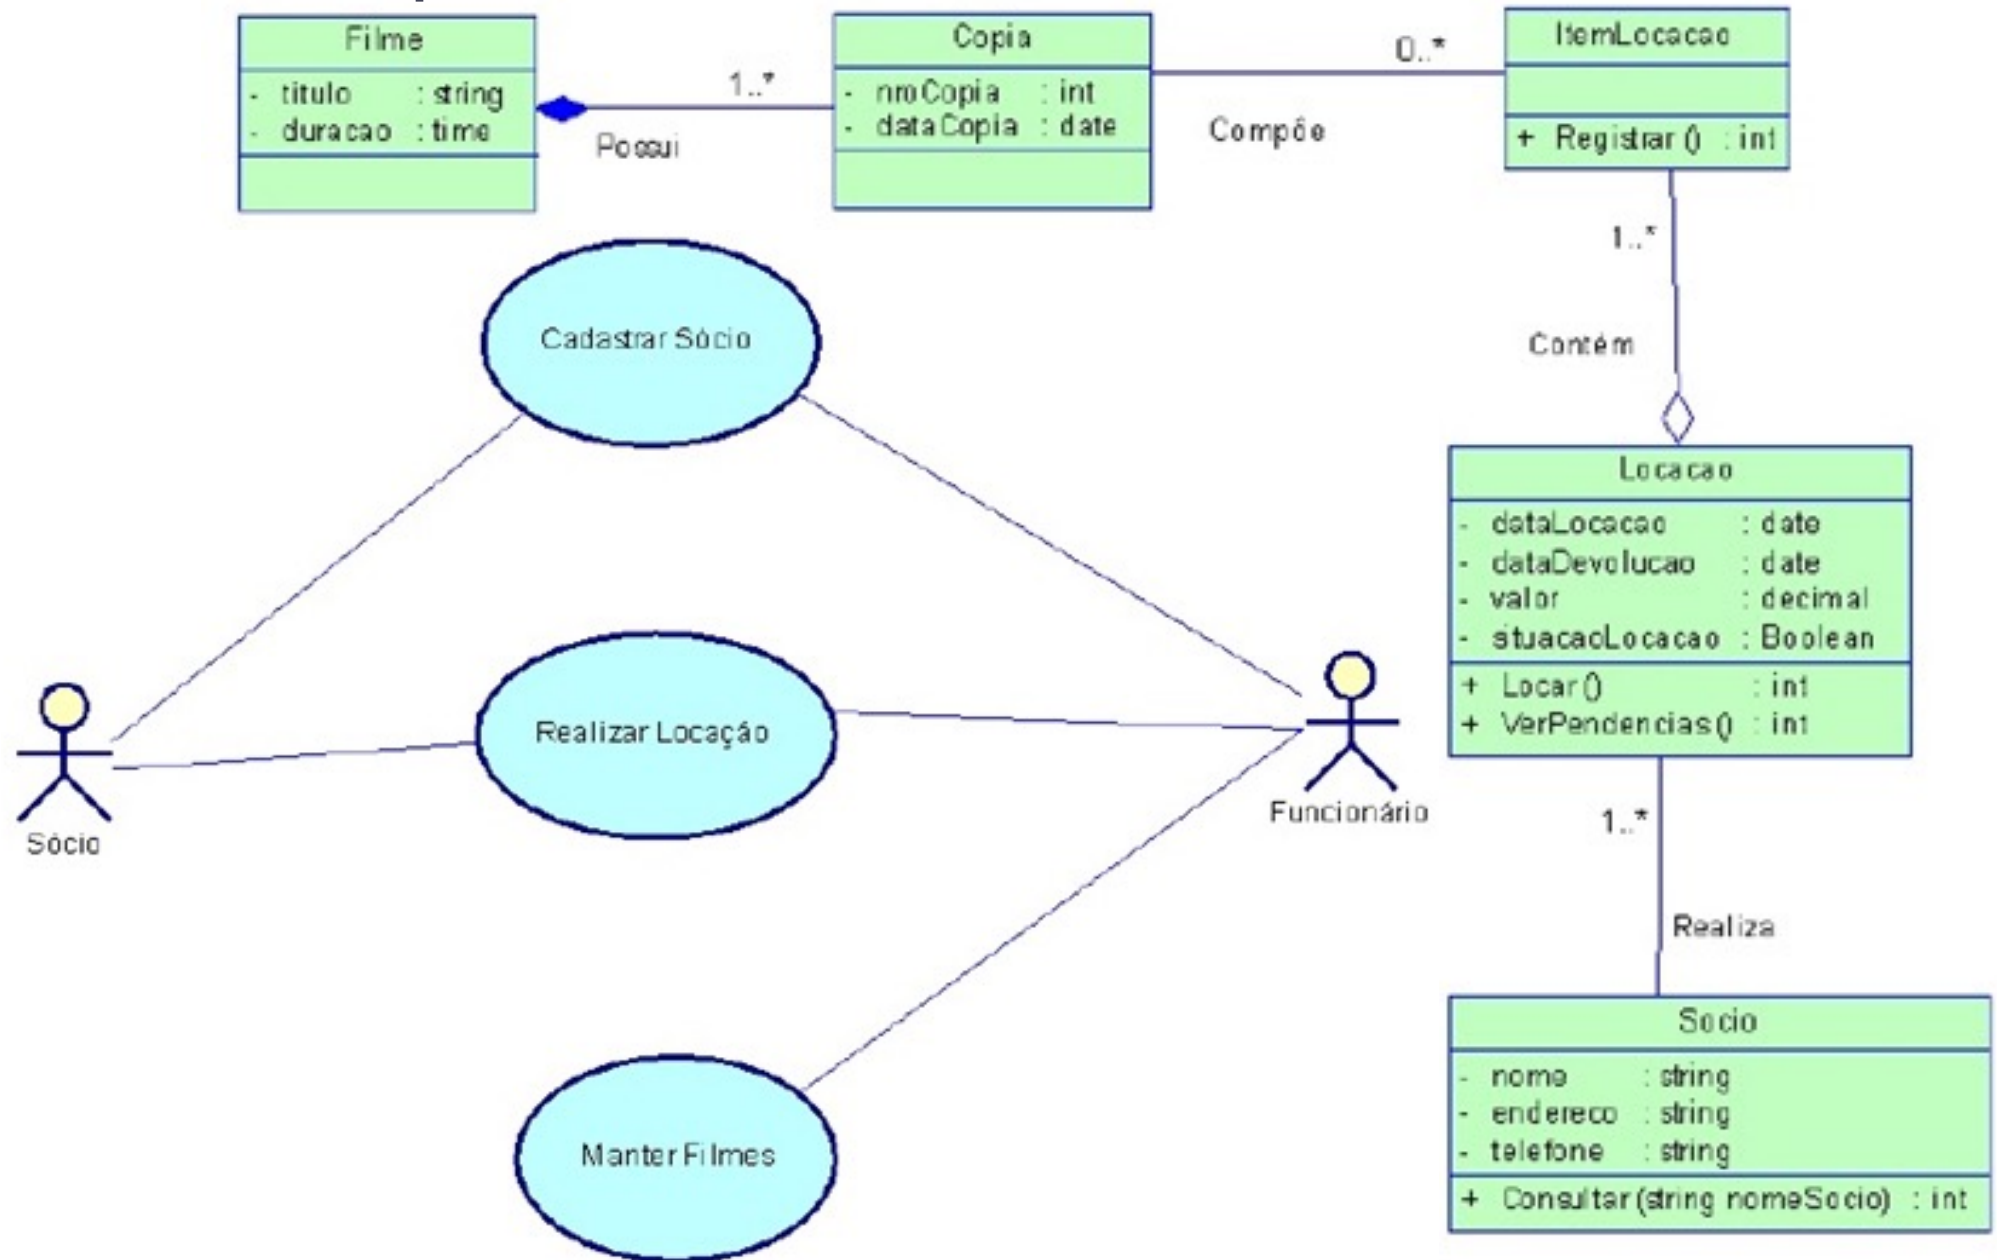 Filme
- titulo : string
- duracao : time
1..*
Possui
Copia
- nroCopia : int
- dataCopia : date
0..*
Compõe
ItemLocacao
+ Registrar () : int
1..*
Contém
Locacao
- dataLocacao : date
- dataDevolucao : date
- valor : decimal
- situacaoLocacao : Boolean
+ Locar () : int
+ VerPendencias () : int
1..*
Realiza
Socio
- nome : string
- endereco : string
- telefone : string
+ Consultar (string nomeSocio) : int
Cadastrar Sócio
Realizar Locação
Manter Filmes
Sócio
Funcionário